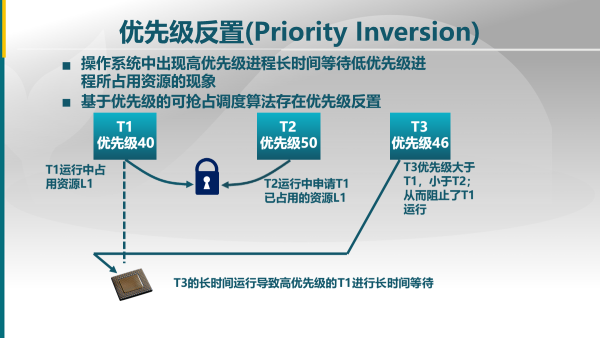 优先级反置(Priority Inversion)
操作系统中出现高优先级进程长时间等待低优先级进
程所占用资源的现象
基于优先级的可抢占调度算法存在优先级反置
T1
优先级40
T2
优先级50
T3
优先级46
T1运行中占
用资源L1
T2运行中申请T1
已占用的资源L1
T3优先级大于
T1，小于T2；
从而阻止了T1
运行
T3的长时间运行导致高优先级的T1进行长时间等待